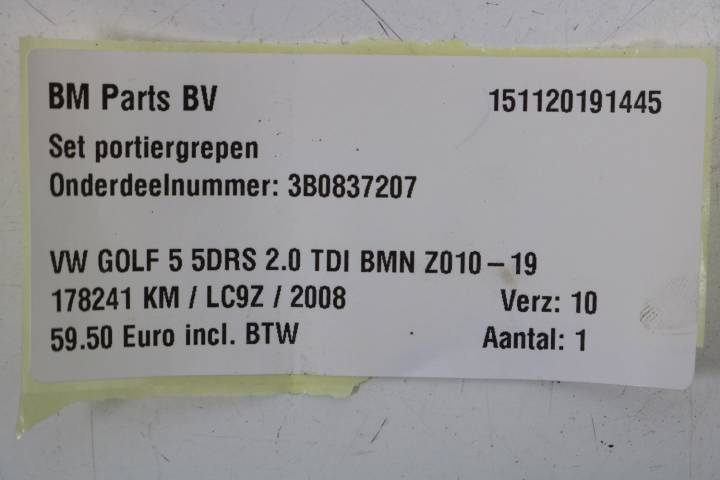 BM Parts BV 151120191445
Set portiergrepen
Onderdeelnummer: 3B0837207
VW GOLF 5 5DRS 2.0 TDI BMN Z010 – 19
178241 KM / LC9Z / 2008 Verz: 10
59.50 Euro incl. BTW Aantal: 1